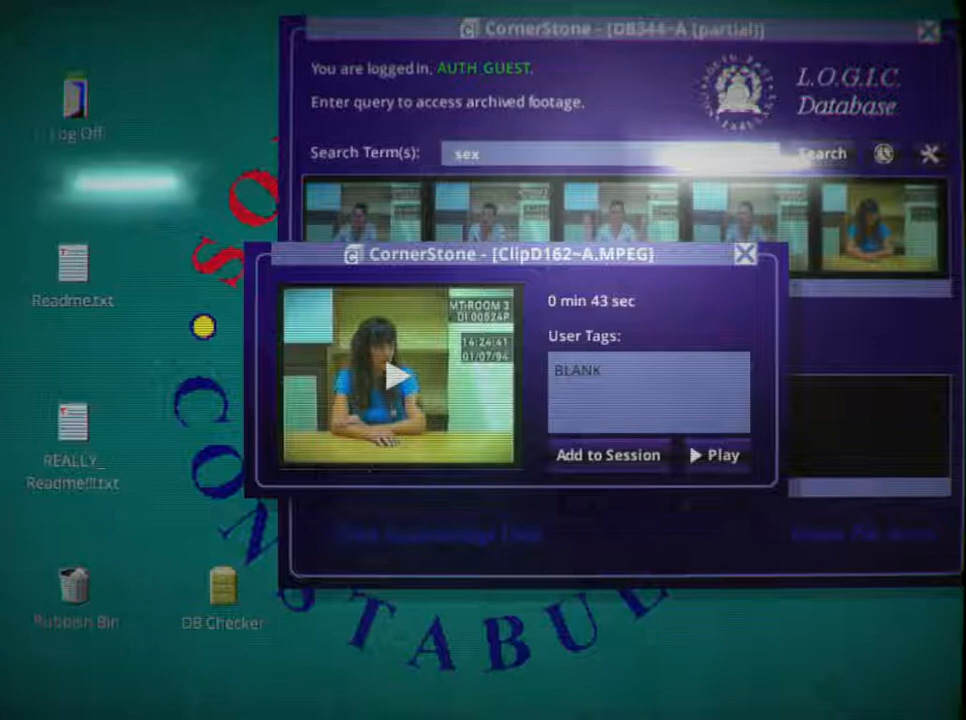 CornerStone - [DB344~A (partial)]
You are logged in, AUTH_GUEST.
Enter query to access archived footage.
L.O.G.I.C.
Database
Search Term(s):
sex
Search
Log Off
CornerStone - [ClipD162~A.MPEG]
0 min 43 sec
User Tags:
BLANK
MT-ROOM 3
14:24:41
01/07/94
Add to Session
Play
Readme.txt
REALLY_
Readme!!!.txt
Rubbish Bin
DB Checker
SO
CONSTABUL